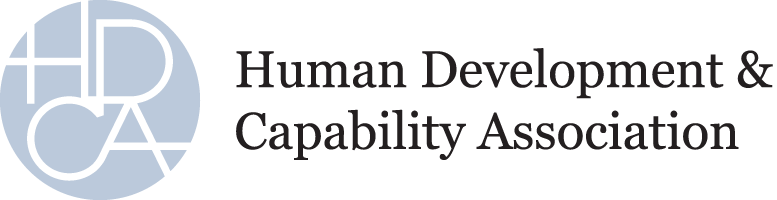 HD
CA
Human Development &
Capability Association